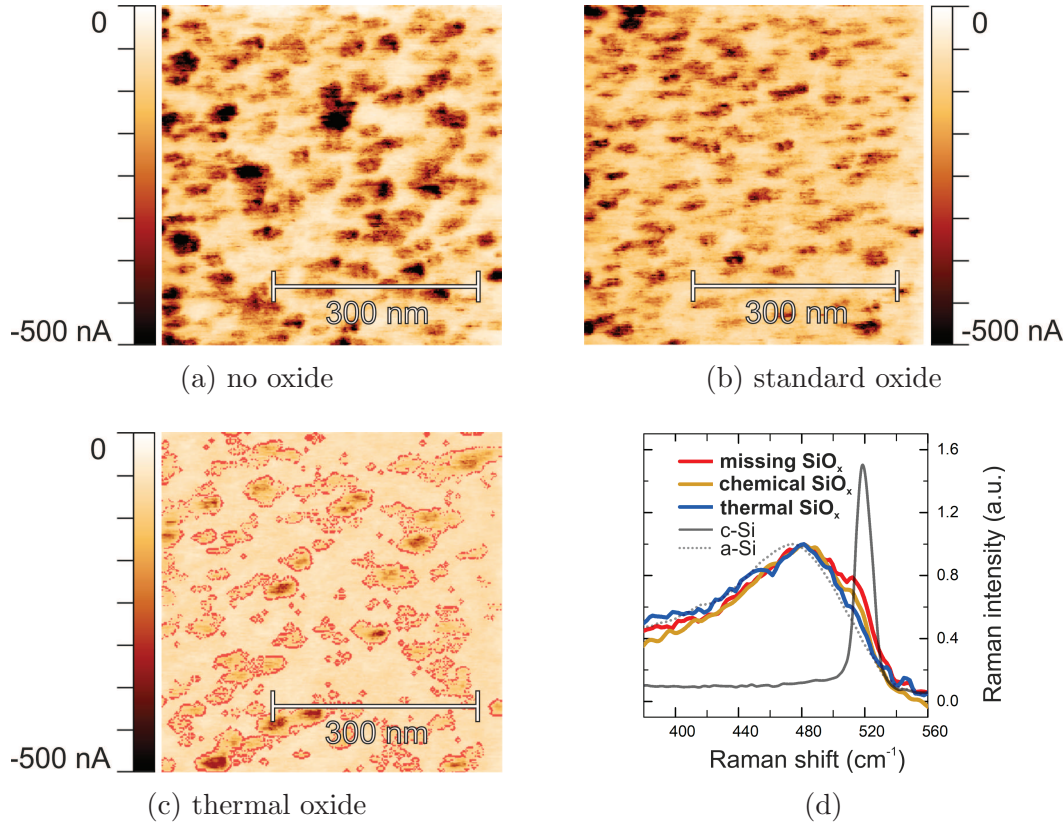 0
-500 nA
300 nm
(a) no oxide
0
-500 nA
300 nm
(b) standard oxide
0
-500 nA
300 nm
(c) thermal oxide
missing SiOₓ
chemical SiOₓ
thermal SiOₓ
c-Si
a-Si
1.6
1.2
0.8
0.4
0.0
Raman intensity (a.u.)
400 440 480 520 560
Raman shift (cm⁻¹)
(d)